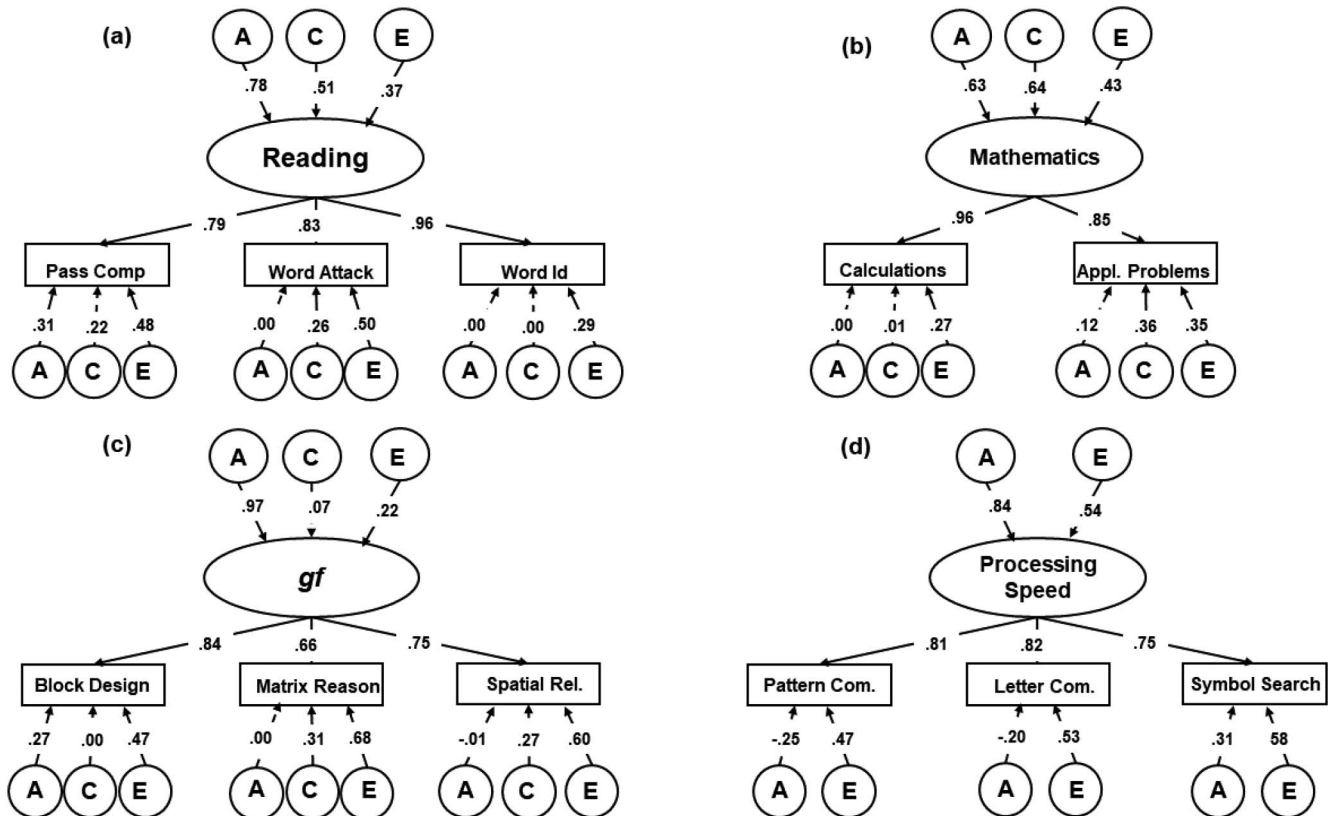 (a)
A C E
.78 .51 .37
Reading
.79 .83 .96
Pass Comp Word Attack Word Id
.31 .22 .48 .00 .26 .50 .00 .00 .29
A C E A C E A C E
(b)
A C E
.63 .64 .43
Mathematics
.96 .85
Calculations Appl. Problems
.00 .01 .27 .12 .36 .35
A C E A C E
(c)
A C E
.97 .07 .22
gf
.84 .66 .75
Block Design Matrix Reason Spatial Rel.
.27 .00 .47 .00 .31 .68 -.01 .27 .60
A C E A C E A C E
(d)
A E
.84 .54
Processing
Speed
.81 .82 .75
Pattern Com. Letter Com. Symbol Search
-.25 .47 -.20 .53 .31 58
A E A E A E